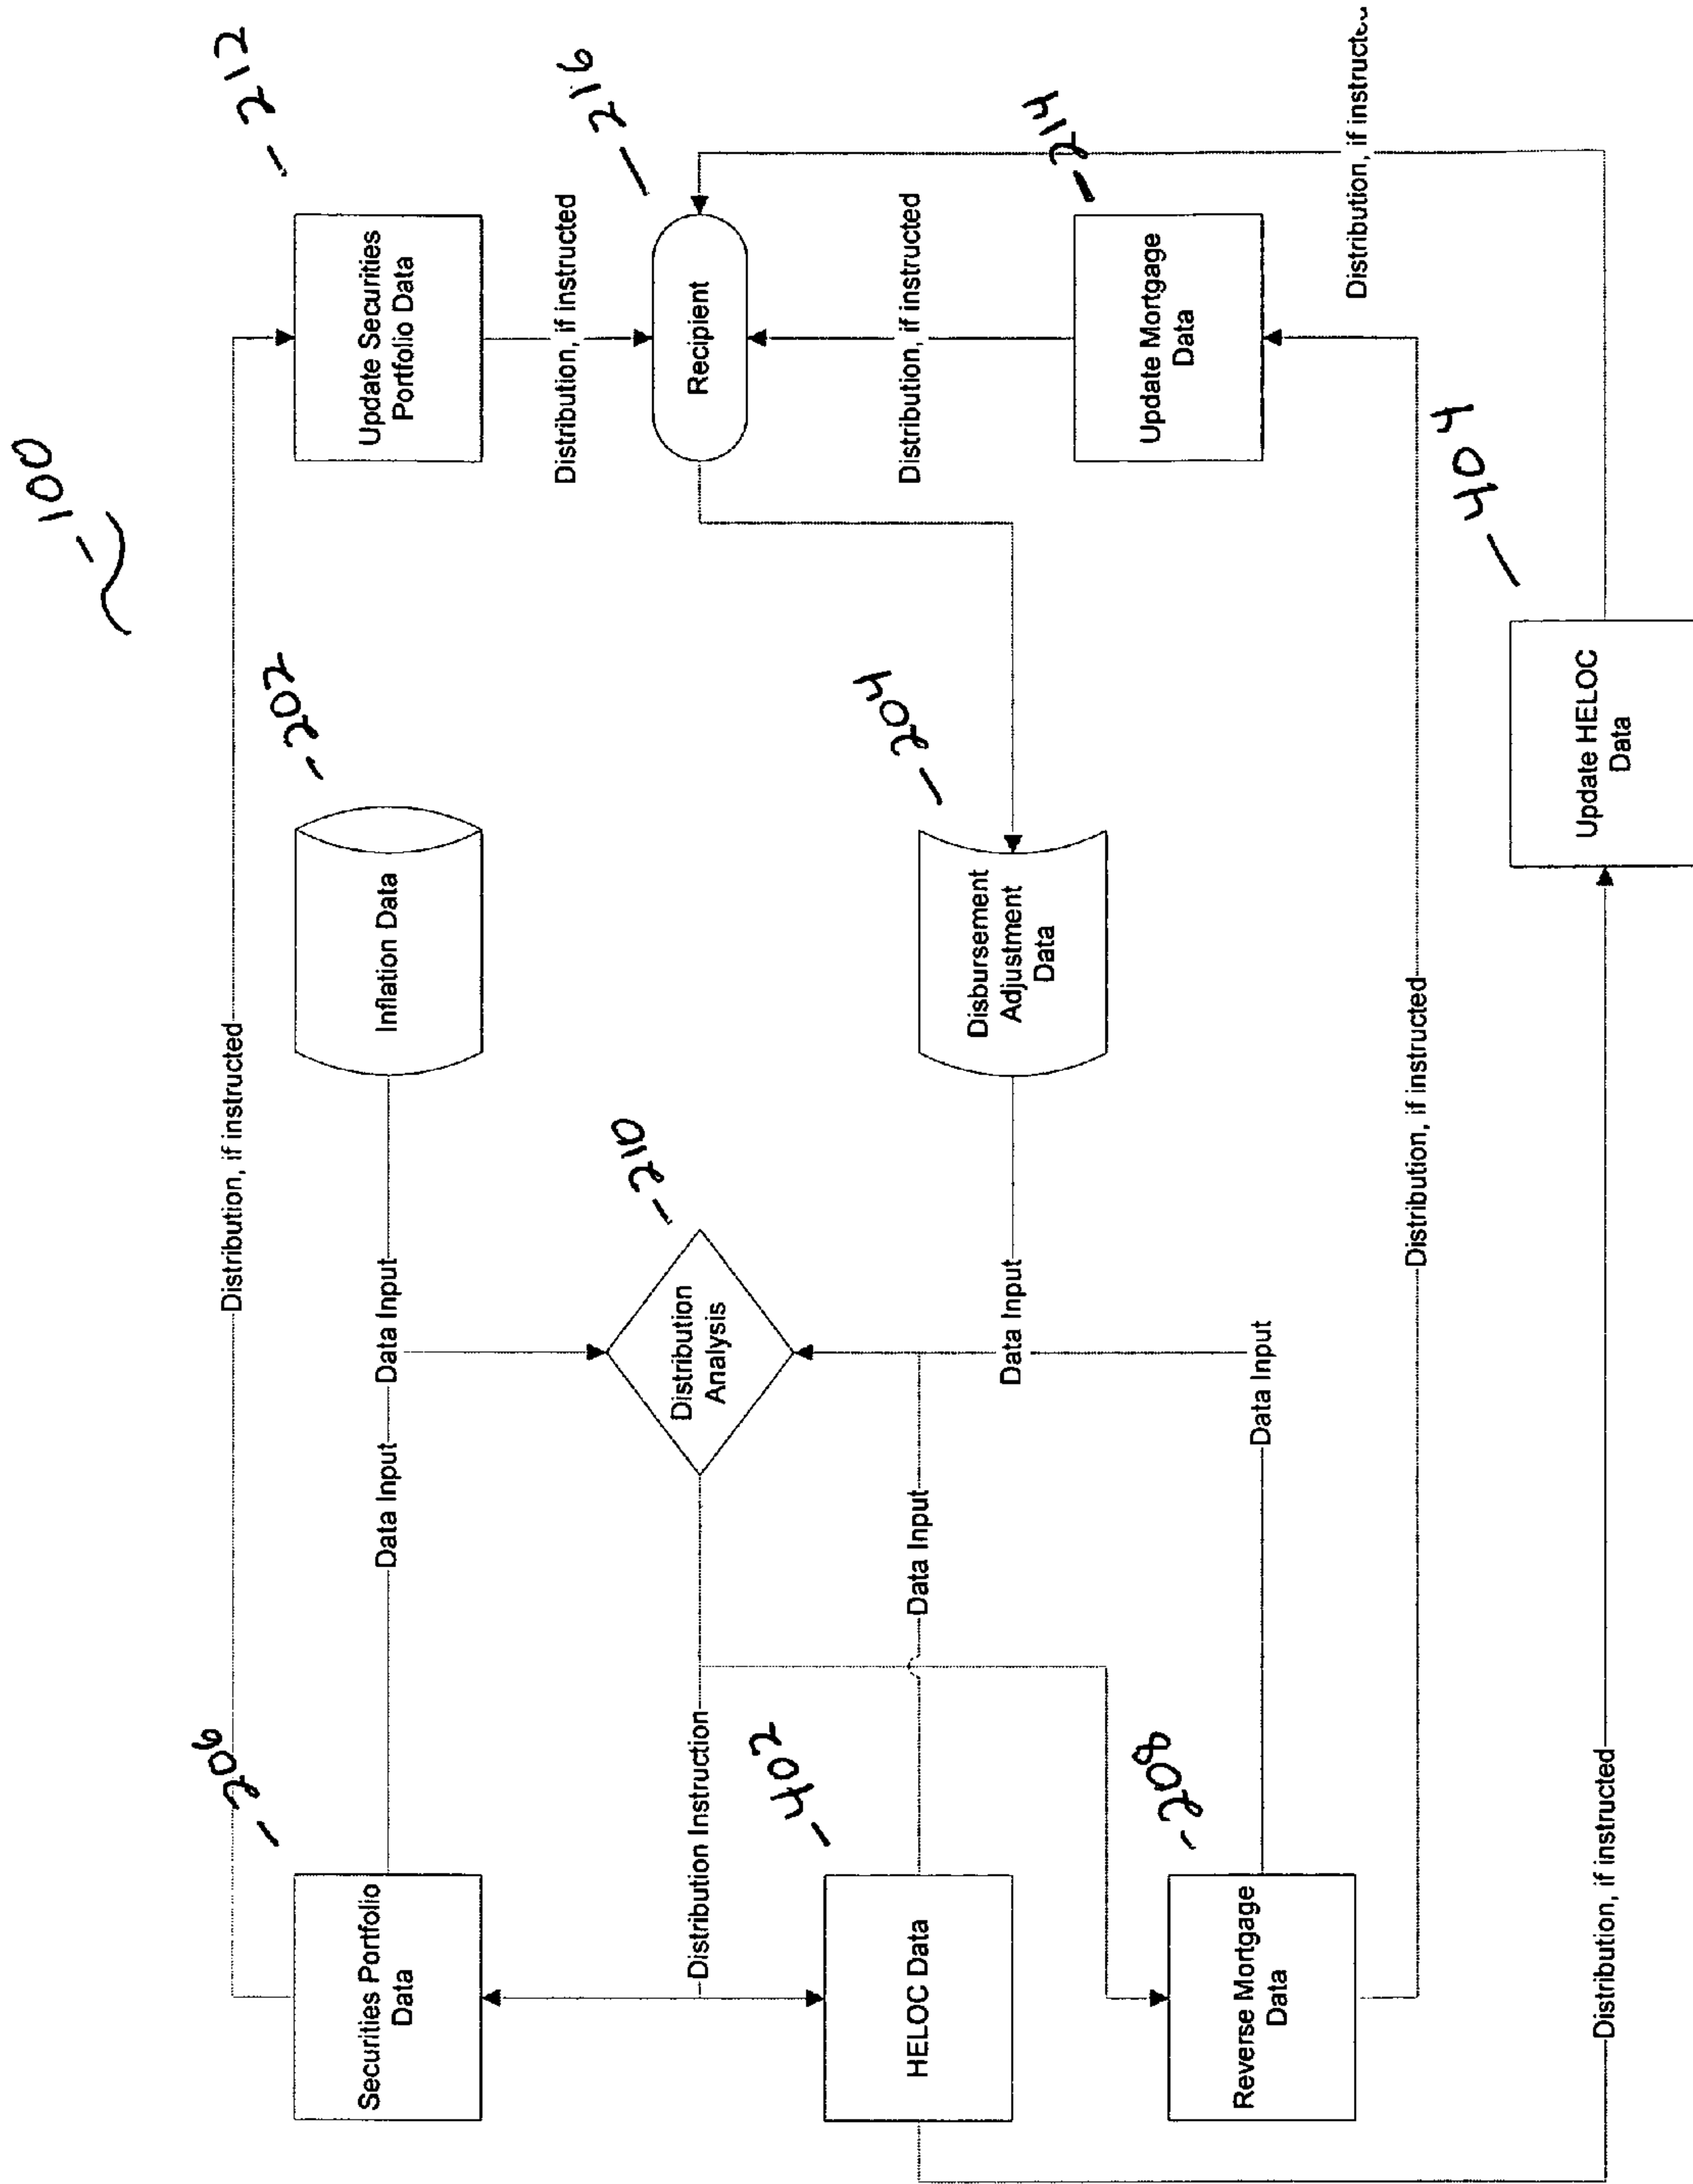 -100
-212
Distribution, if instructed
-206
-202
Securities Portfolio
Data
Data Input
Data Input
Inflation Data
Update Securities
Portfolio Data
Distribution, if instructed
-216
-210
Distribution Instruction
Distribution
Analysis
Recipient
-402
-204
HELOC Data
Data Input
Distribution, if instructed
Data Input
Disbursement
Adjustment
Data
-214
-208
Reverse Mortgage
Data
Data Input
Update Mortgage
Data
Distribution, if instructe
Distribution, if instructed
-404
Distribution, if instructed
Update HELOC
Data